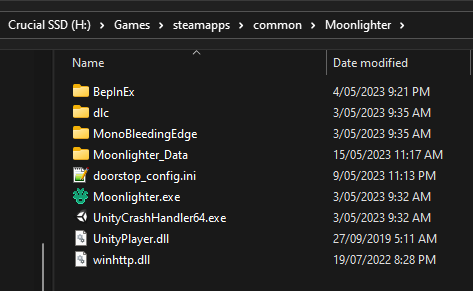 Crucial SSD (H:) > Games > steamapps > common > Moonlighter >
Name Date modified
BepInEx 4/05/2023 9:21 PM
dlc 3/05/2023 9:35 AM
MonoBleedingEdge 3/05/2023 9:35 AM
Moonlighter_Data 15/05/2023 11:17 AM
doorstop_config.ini 9/05/2023 11:13 PM
Moonlighter.exe 3/05/2023 9:32 AM
UnityCrashHandler64.exe 3/05/2023 9:32 AM
UnityPlayer.dll 27/09/2019 5:11 AM
winhttp.dll 19/07/2022 8:28 PM